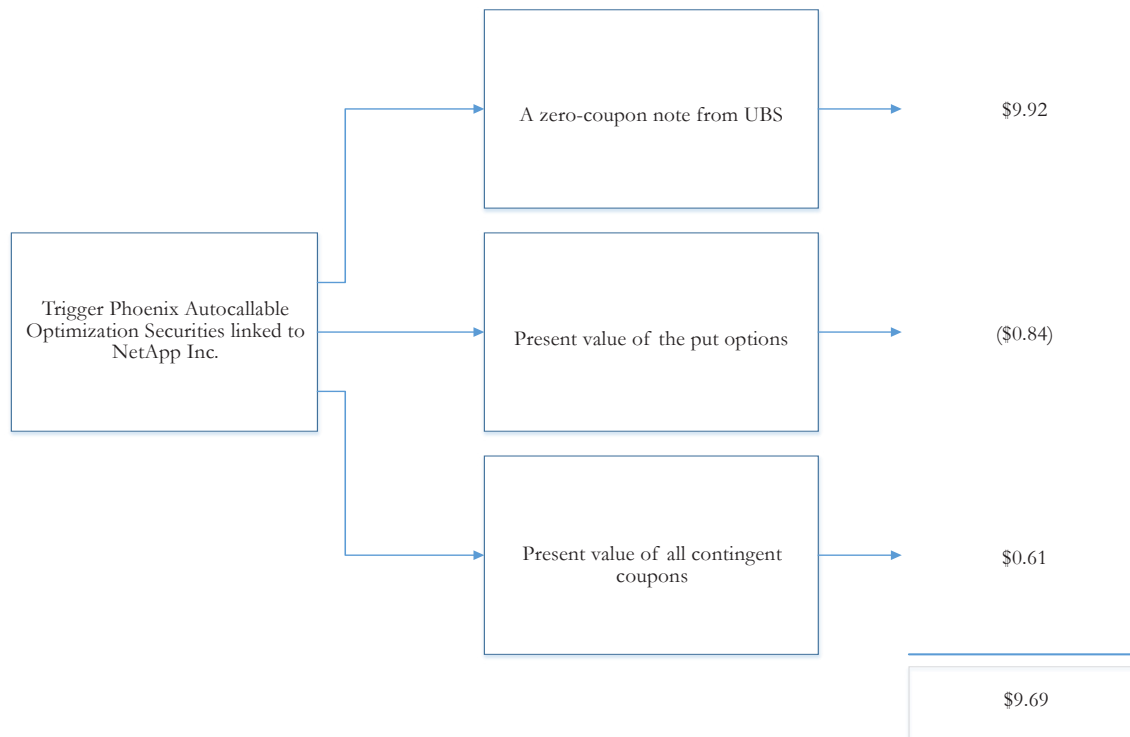 A zero-coupon note from UBS
$9.92
Trigger Phoenix Autocallable
Optimization Securities linked to
NetApp Inc.
Present value of the put options
($0.84)
Present value of all contingent
coupons
$0.61
$9.69